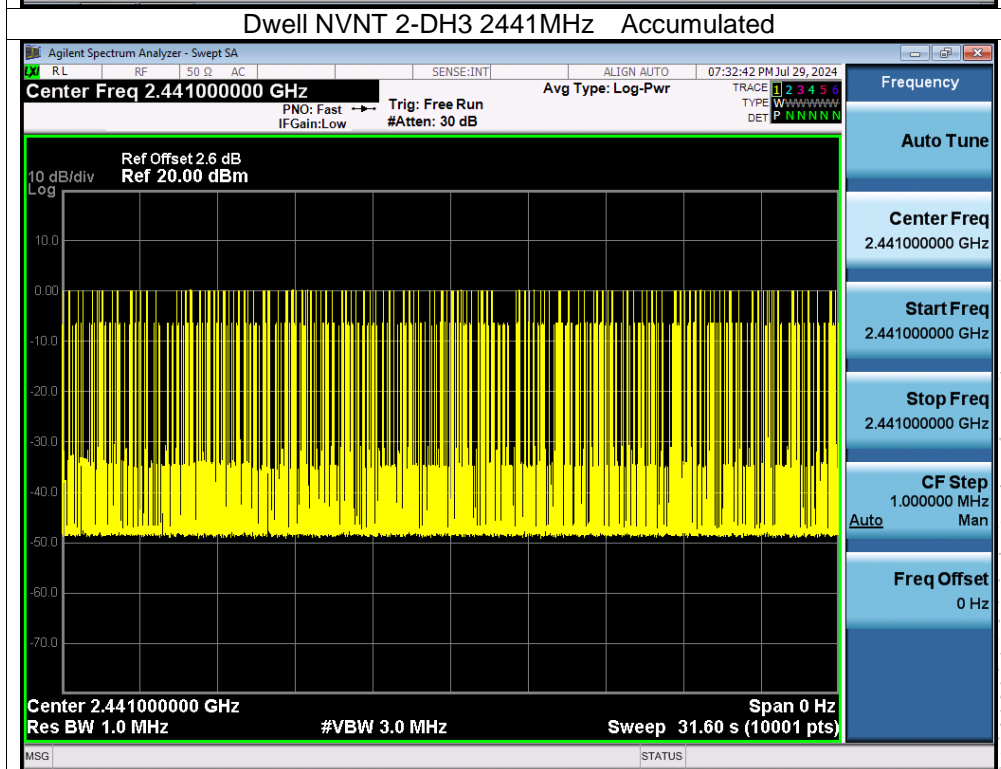 Dwell NVNT 2-DH3 2441MHz Accumulated
Agilent Spectrum Analyzer - Swept SA
LXI RL RF 50 Ω AC SENSE:INT ALIGN AUTO 07:32:42 PM Jul 29, 2024
Center Freq 2.441000000 GHz
PNO: Fast
IFGain:Low
Trig: Free Run
#Atten: 30 dB
Avg Type: Log-Pwr
TRACE 1 2 3 4 5 6
TYPE WWWWWW
DET P N N N N N
Ref Offset 2.6 dB
10 dB/div Ref 20.00 dBm
Log
10.0
0.00
-10.0
-20.0
-30.0
-40.0
-50.0
-60.0
-70.0
Center 2.441000000 GHz Span 0 Hz
Res BW 1.0 MHz #VBW 3.0 MHz Sweep 31.60 s (10001 pts)
MSG STATUS
Frequency
Auto Tune
Center Freq
2.441000000 GHz
Start Freq
2.441000000 GHz
Stop Freq
2.441000000 GHz
CF Step
1.000000 MHz
Auto Man
Freq Offset
0 Hz